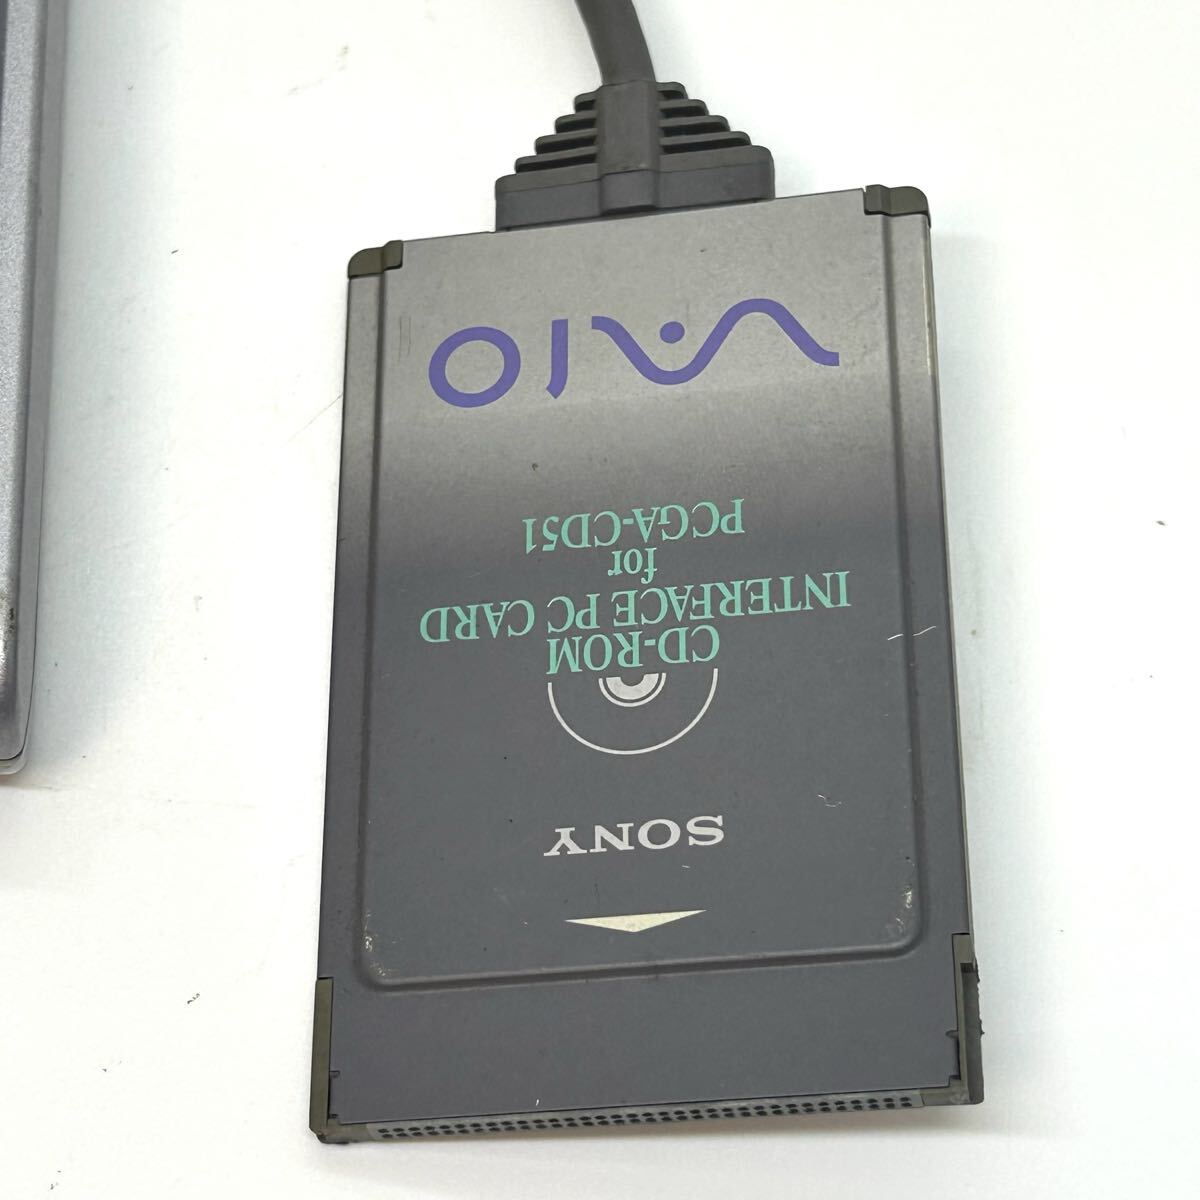 SONY
CD-ROM
INTERFACE PC CARD
for
PCGA-CD51
VAIO